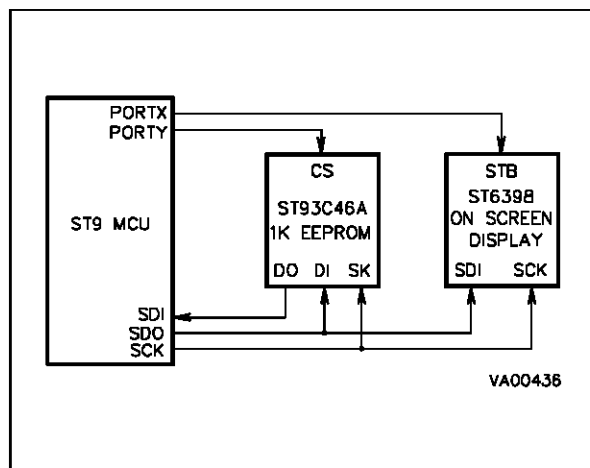 PORTX
PORTY
CS
STB
ST9 MCU
ST93C46A
1K EEPROM
ST6398
ON SCREEN
DISPLAY
DO DI SK
SDI SCK
SDI
SDO
SCK
VA00436